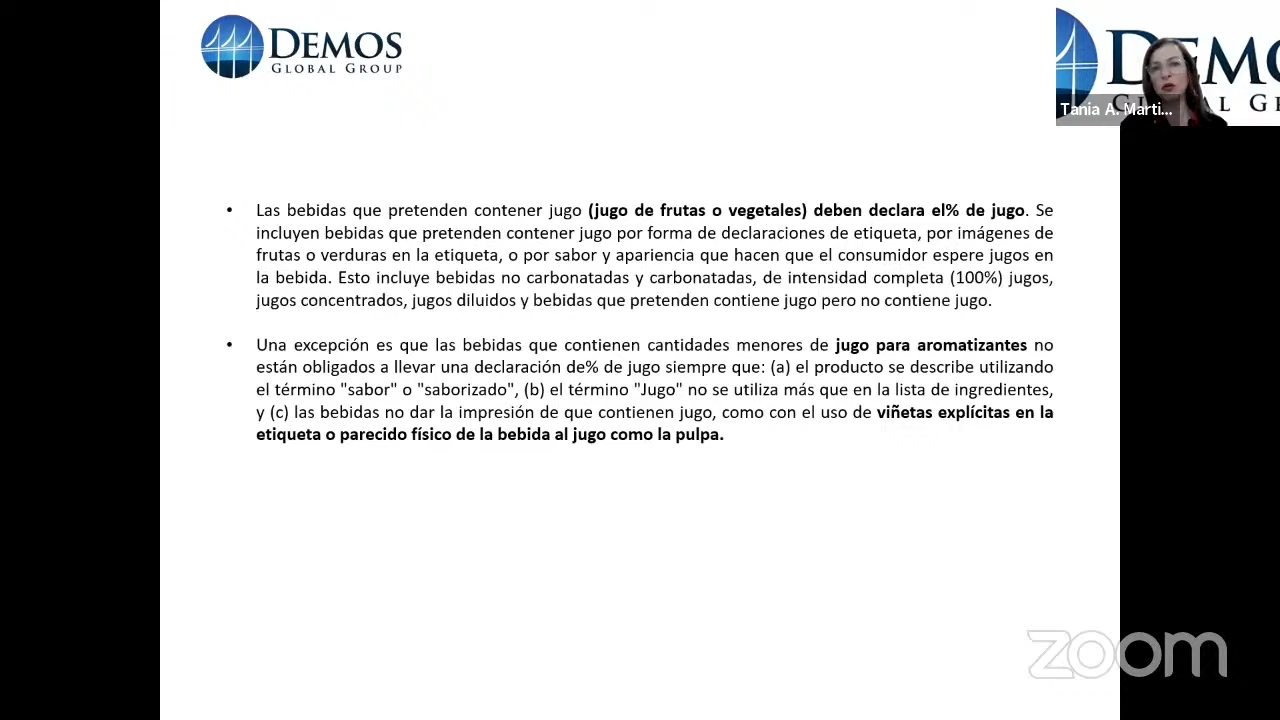 DEMOS
GLOBAL GROUP
DEMO
Tania A. Marti...
L GR
• Las bebidas que pretenden contener jugo (jugo de frutas o vegetales) deben declara el% de jugo. Se
incluyen bebidas que pretenden contener jugo por forma de declaraciones de etiqueta, por imágenes de
frutas o verduras en la etiqueta, o por sabor y apariencia que hacen que el consumidor espere jugos en
la bebida. Esto incluye bebidas no carbonatadas y carbonatadas, de intensidad completa (100%) jugos,
jugos concentrados, jugos diluidos y bebidas que pretenden contiene jugo pero no contiene jugo.
• Una excepción es que las bebidas que contienen cantidades menores de jugo para aromatizantes no
están obligados a llevar una declaración de% de jugo siempre que: (a) el producto se describe utilizando
el término "sabor" o "saborizado", (b) el término "Jugo" no se utiliza más que en la lista de ingredientes,
y (c) las bebidas no dar la impresión de que contienen jugo, como con el uso de viñetas explícitas en la
etiqueta o parecido físico de la bebida al jugo como la pulpa.
zoom